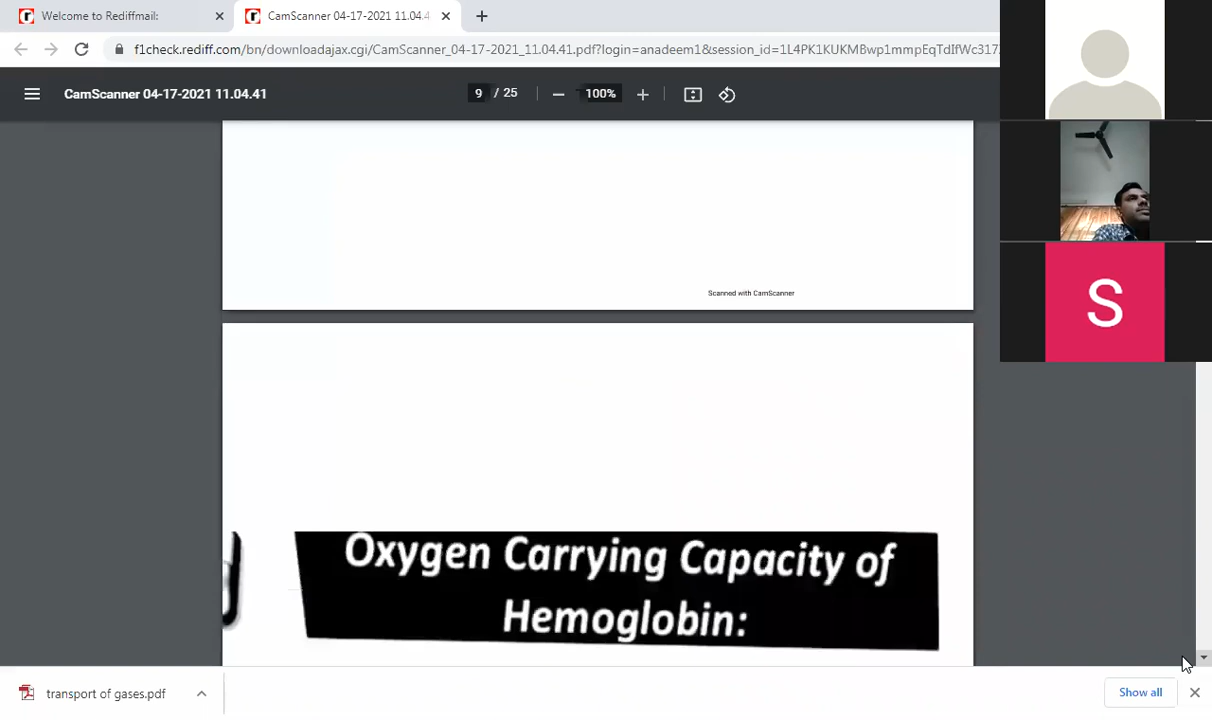 Welcome to Rediffmail:
CamScanner 04-17-2021 11.04.4
f1check.rediff.com/bn/downloadajax.cgi/CamScanner_04-17-2021_11.04.41.pdf?login=anadeem1&session_id=1L4PK1KUKMBwp1mmpEqTdIfWc317
CamScanner 04-17-2021 11.04.41
9 / 25
100%
Scanned with CamScanner
Oxygen Carrying Capacity of
Hemoglobin:
S
transport of gases.pdf
Show all